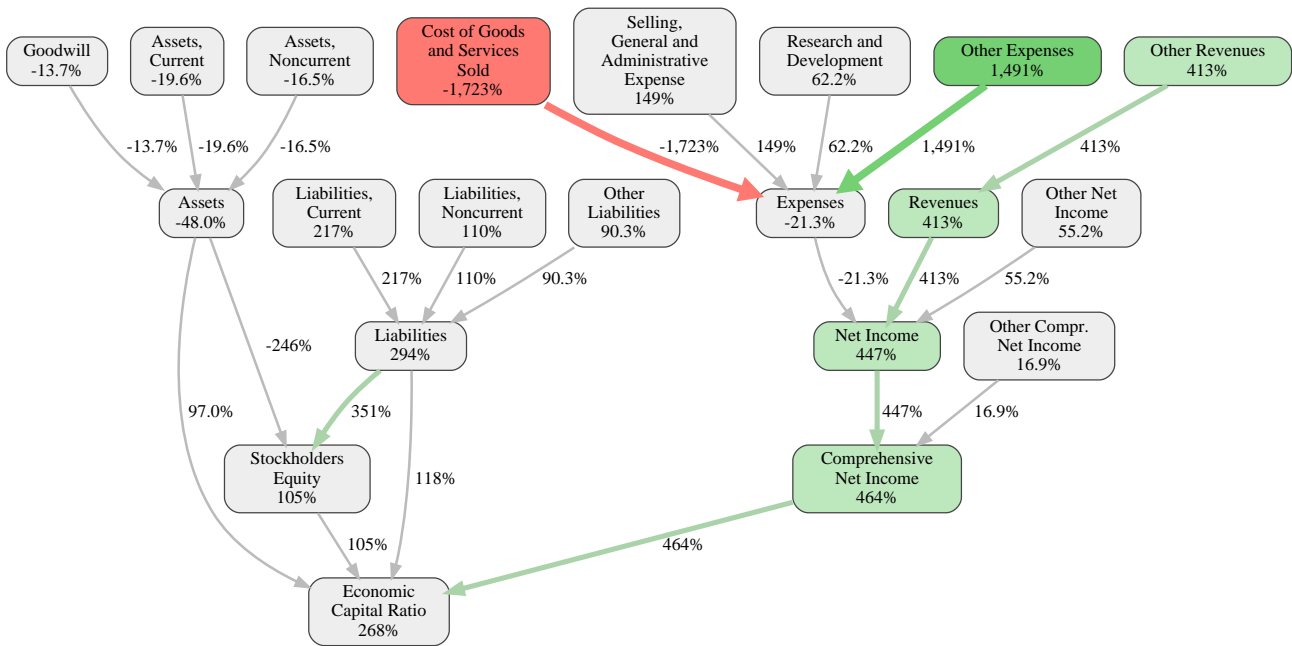 Goodwill
-13.7%
Assets,
Current
-19.6%
Assets,
Noncurrent
-16.5%
Cost of Goods
and Services
Sold
-1,723%
Selling,
General and
Administrative
Expense
149%
Research and
Development
62.2%
Other Expenses
1,491%
Other Revenues
413%
-13.7%
-19.6%
-16.5%
-1,723%
149%
62.2%
1,491%
413%
Assets
-48.0%
Liabilities,
Current
217%
Liabilities,
Noncurrent
110%
Other
Liabilities
90.3%
Expenses
-21.3%
Revenues
413%
Other Net
Income
55.2%
217%
110%
90.3%
-21.3%
413%
55.2%
Liabilities
294%
Net Income
447%
Other Compr.
Net Income
16.9%
-246%
97.0%
351%
447%
16.9%
Stockholders
Equity
105%
118%
Comprehensive
Net Income
464%
105%
464%
Economic
Capital Ratio
268%